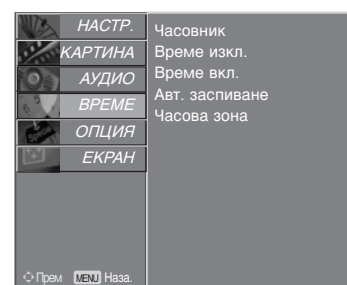 НАСТР.
КАРТИНА
АУДИО
ВРЕМЕ
ОПЦИЯ
ЕКРАН
Часовник
Време изкл.
Време вкл.
Авт. заспиване
Часова зона
Прем MENU Наза.